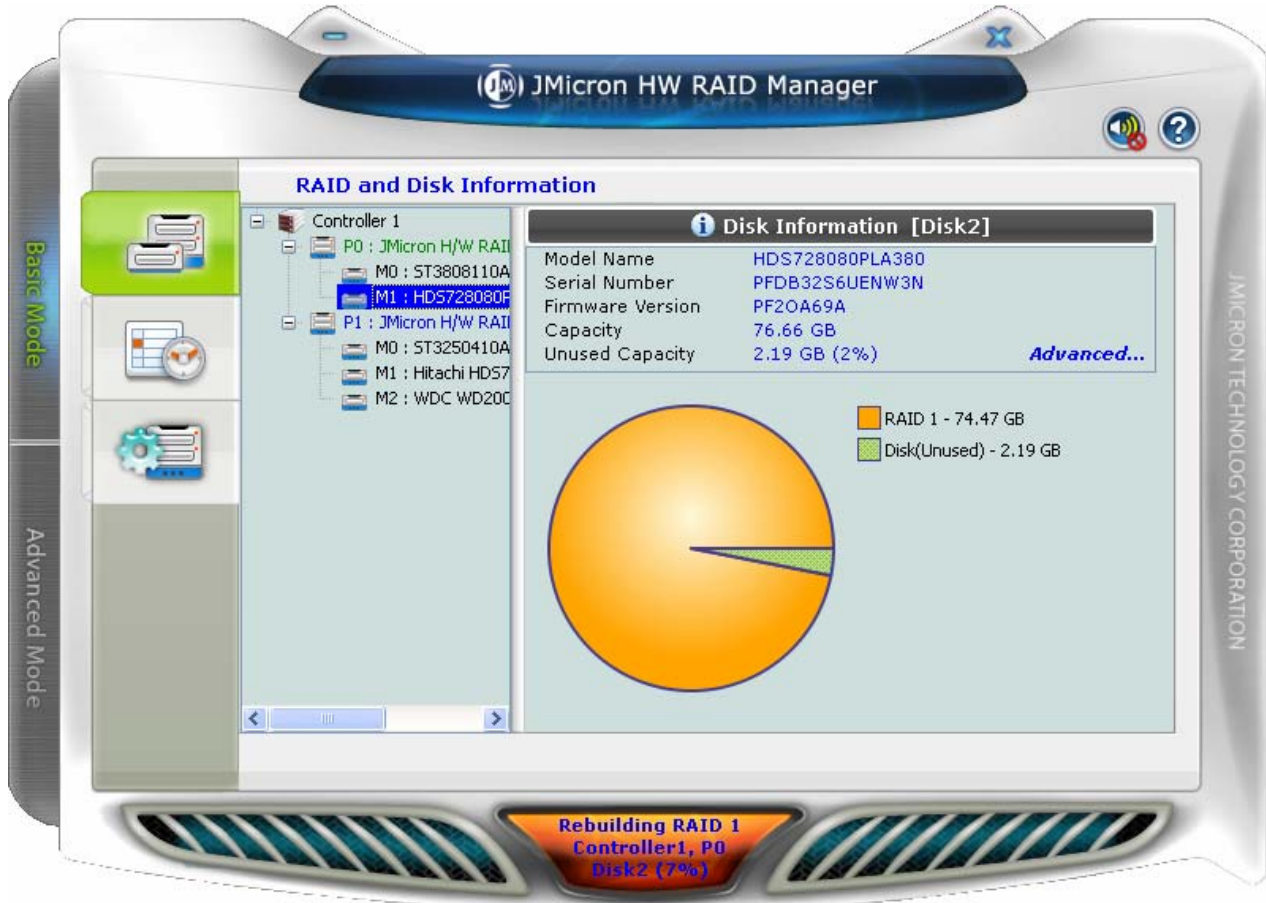 JMicron HW RAID Manager
RAID and Disk Information
Basic Mode
Advanced Mode
Controller 1
P0 : JMicron H/W RAI
M0 : ST3808110A
M1 : HDS728080P
P1 : JMicron H/W RAI
M0 : ST3250410A
M1 : Hitachi HDS7
M2 : WDC WD200
Disk Information [Disk2]
Model Name HDS728080PLA380
Serial Number PFDB32S6UENW3N
Firmware Version PF2OA69A
Capacity 76.66 GB
Unused Capacity 2.19 GB (2%) Advanced...
RAID 1 - 74.47 GB
Disk(Unused) - 2.19 GB
JMICRON TECHNOLOGY CORPORATION
Rebuilding RAID 1
Controller1, P0
Disk2 (7%)